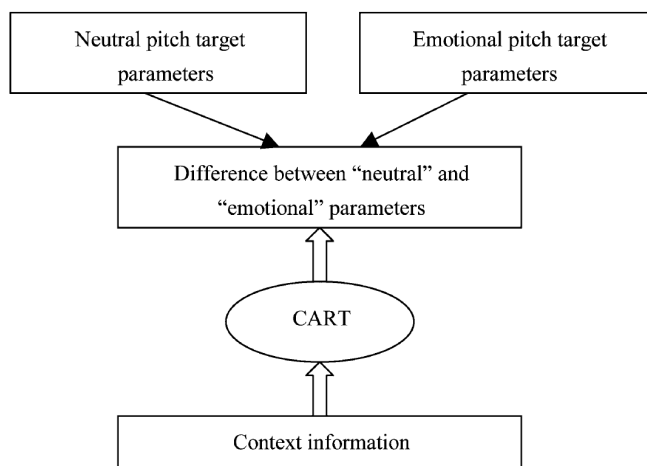 Neutral pitch target
parameters
Emotional pitch target
parameters
Difference between “neutral” and
“emotional” parameters
CART
Context information